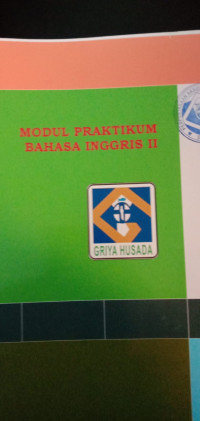 MODUL PRAKTIKUM
BAHASA INGGRIS II
GRIYA HUSADA